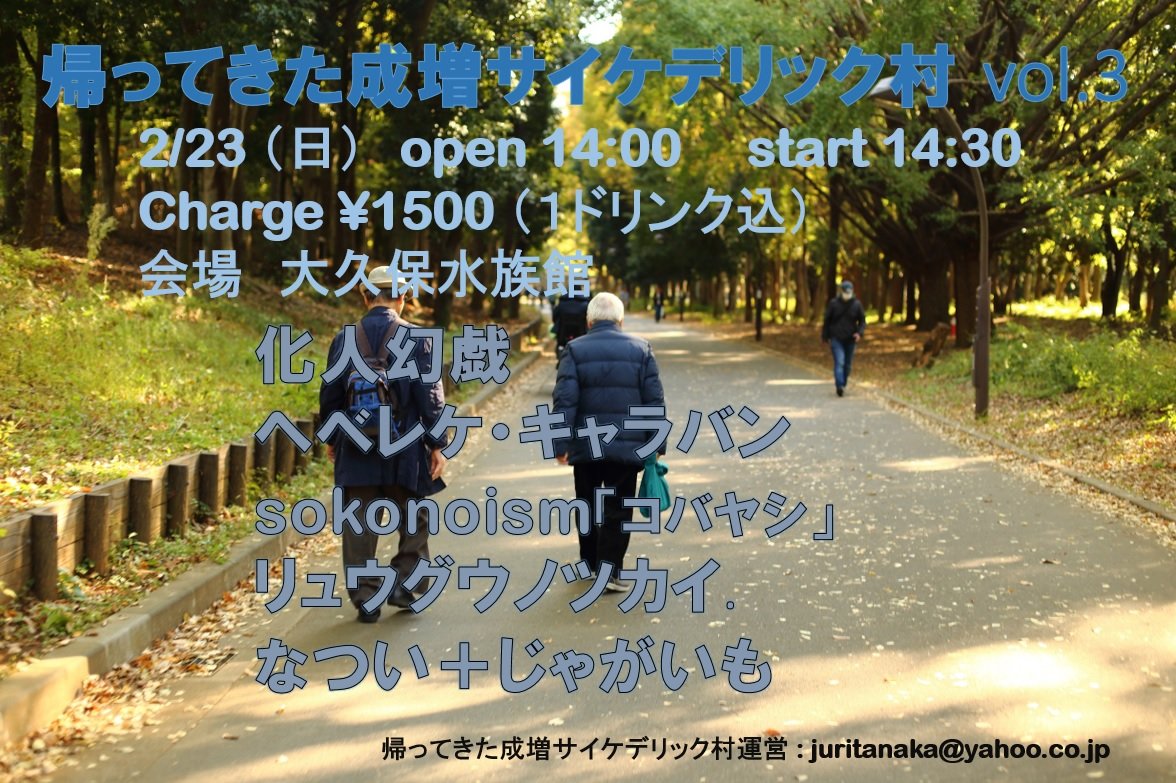 帰ってきた成増サイケデリック村 vol.3
2/23（日） open 14:00 start 14:30
Charge ¥1500（1ドリンク込）
会場 大久保水族館
化人幻戯
ヘベレケ・キャラバン
sokonoism「コバヤシ」
リュウグウノツカイ．
なつい＋じゃがいも
帰ってきた成増サイケデリック村運営：juritanaka@yahoo.co.jp